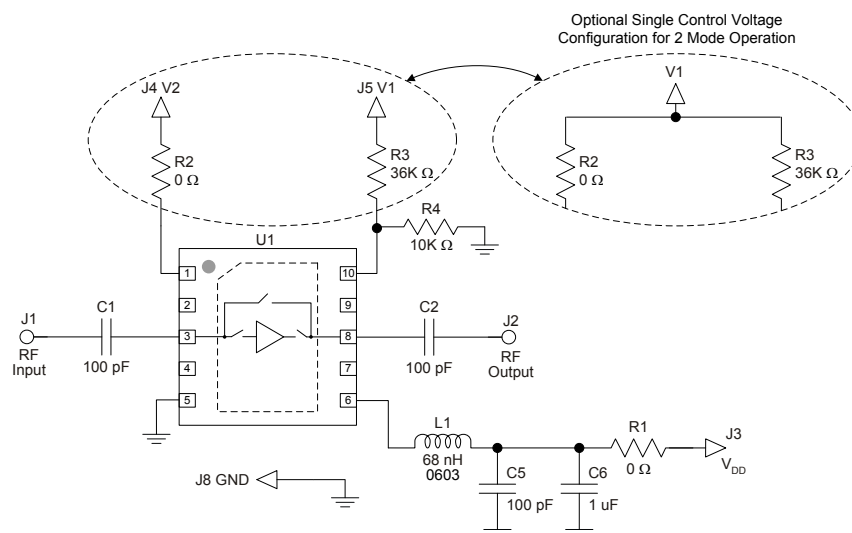 Optional Single Control Voltage
Configuration for 2 Mode Operation
J4 V2
J5 V1
V1
R2
0 Ω
R3
36K Ω
R2
0 Ω
R3
36K Ω
R4
10K Ω
U1
1
10
2
9
J1
C1
3
8
C2
J2
RF
Input
100 pF
4
7
100 pF
RF
Output
5
6
L1
68 nH
0603
R1
0 Ω
J3
VDD
J8 GND
C5
100 pF
C6
1 uF